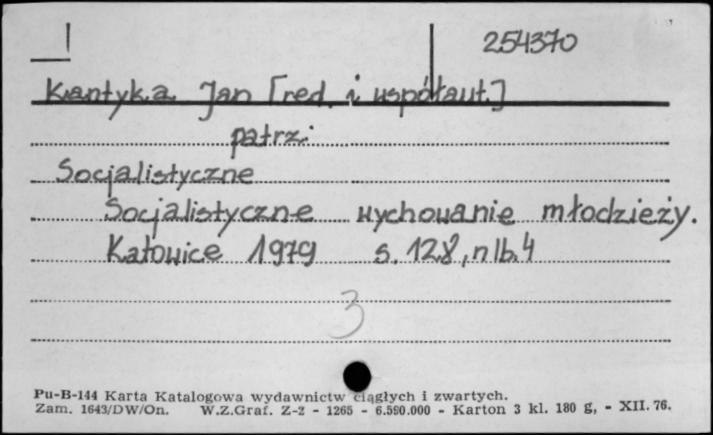 254370
Kantyka Jan [red. i współaut.]
patrz:
Socjalistyczne
Socjalistyczne wychowanie młodzieży.
Katowice 1979 s. 128, nlb. 4
3
Pu-B-144 Karta Katalogowa wydawnictw ciągłych i zwartych.
Zam. 1643/DW/On. W.Z.Graf. Z-2 - 1265 - 6.590.000 - Karton 3 kl. 180 g, - XII. 76.